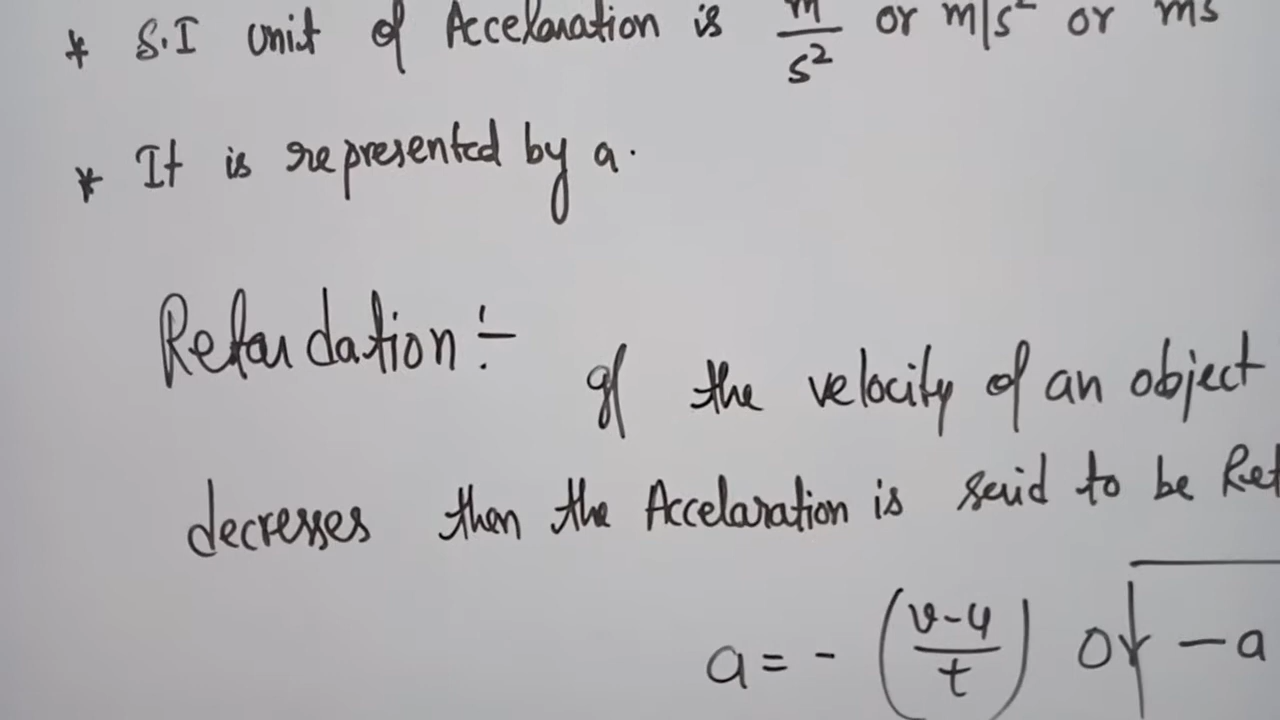 * S.I unit of Accelaration is m/s² or m/s² or ms
* It is represented by a.
Retardation :-
If the velocity of an object
decreses then the Accelaration is said to be Ret
a = - (v-u/t) or -a